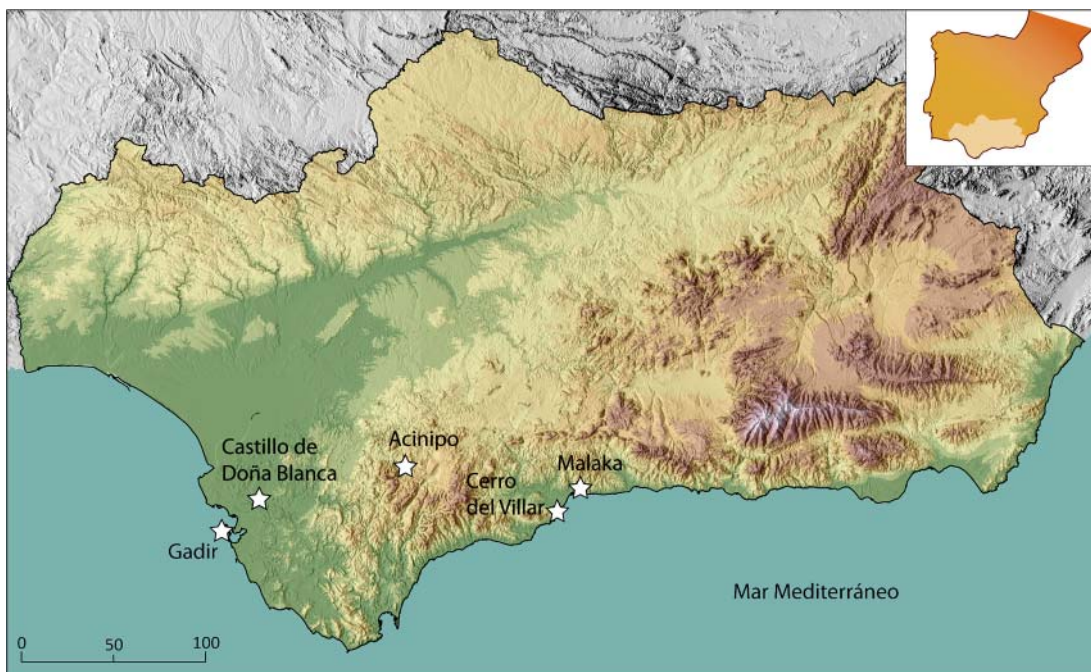 Castillo de
Doña Blanca
Acinipo
Cerro
del Villar
Malaka
Gadir
Mar Mediterráneo
0 50 100